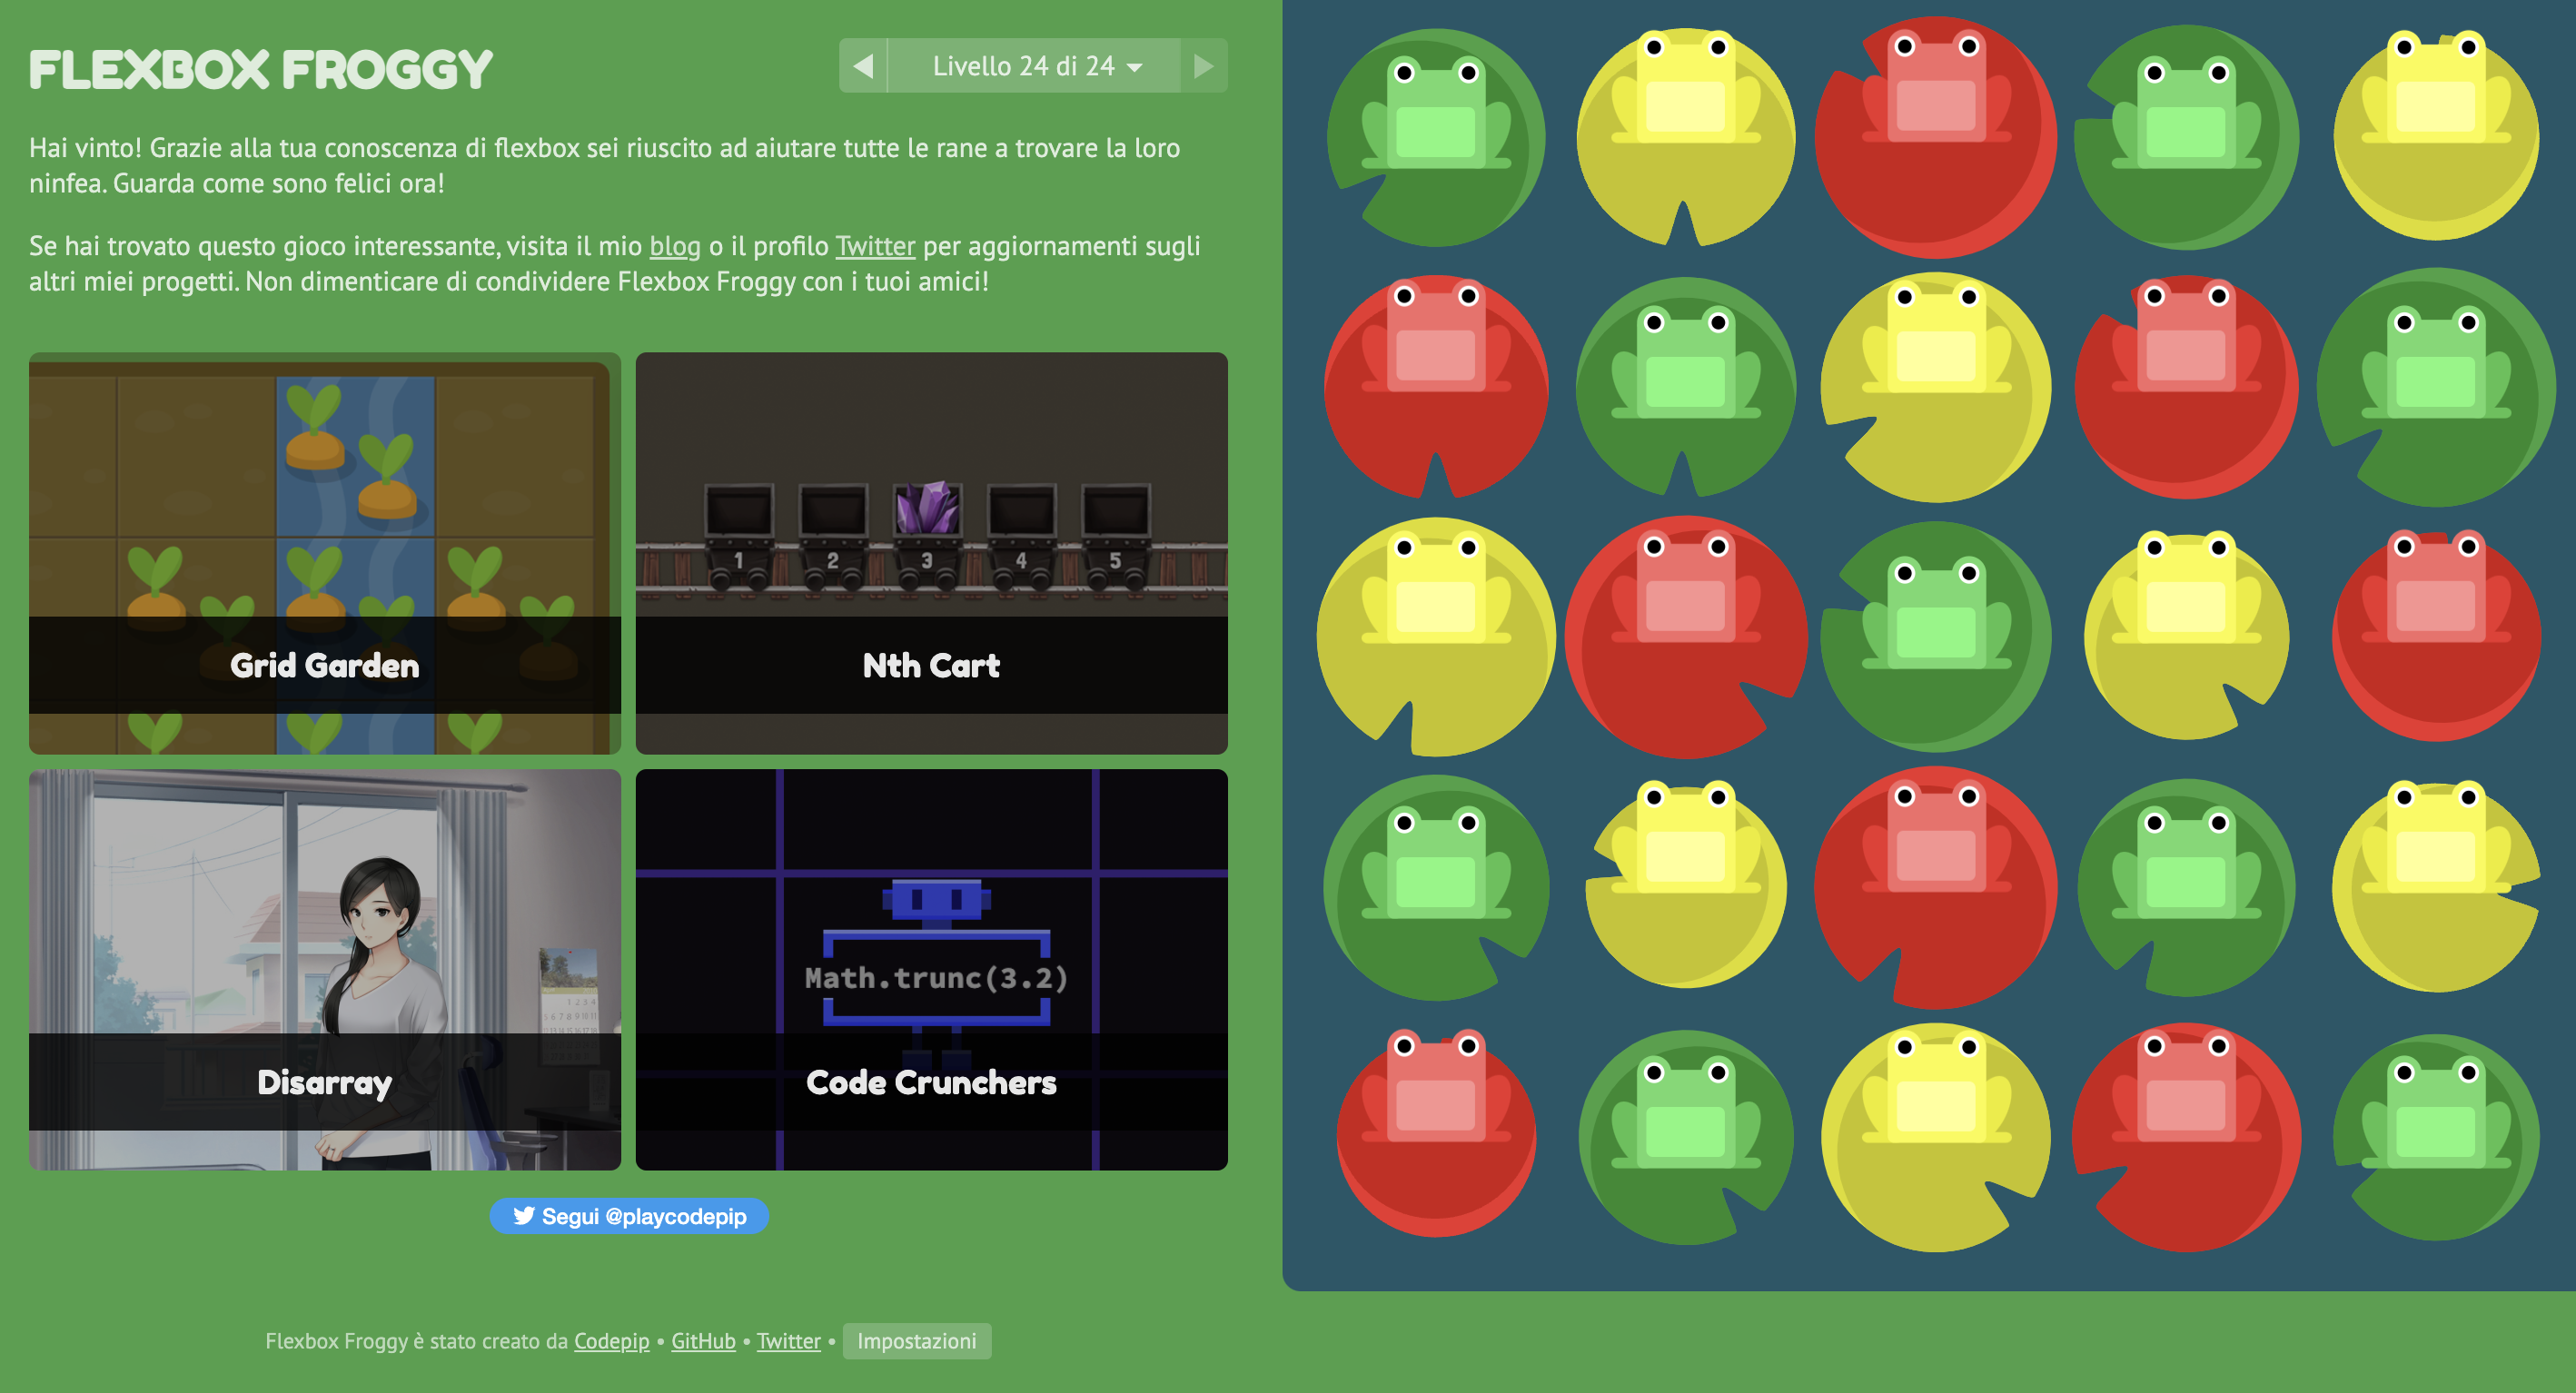 FLEXBOX FROGGY
Livello 24 di 24
Hai vinto! Grazie alla tua conoscenza di flexbox sei riuscito ad aiutare tutte le rane a trovare la loro
ninfea. Guarda come sono felici ora!
Se hai trovato questo gioco interessante, visita il mio blog o il profilo Twitter per aggiornamenti sugli
altri miei progetti. Non dimenticare di condividere Flexbox Froggy con i tuoi amici!
Grid Garden
1 2 3 4 5
Nth Cart
Disarray
Math.trunc(3.2)
Code Crunchers
Segui @playcodepip
Flexbox Froggy è stato creato da Codepip • GitHub • Twitter • Impostazioni